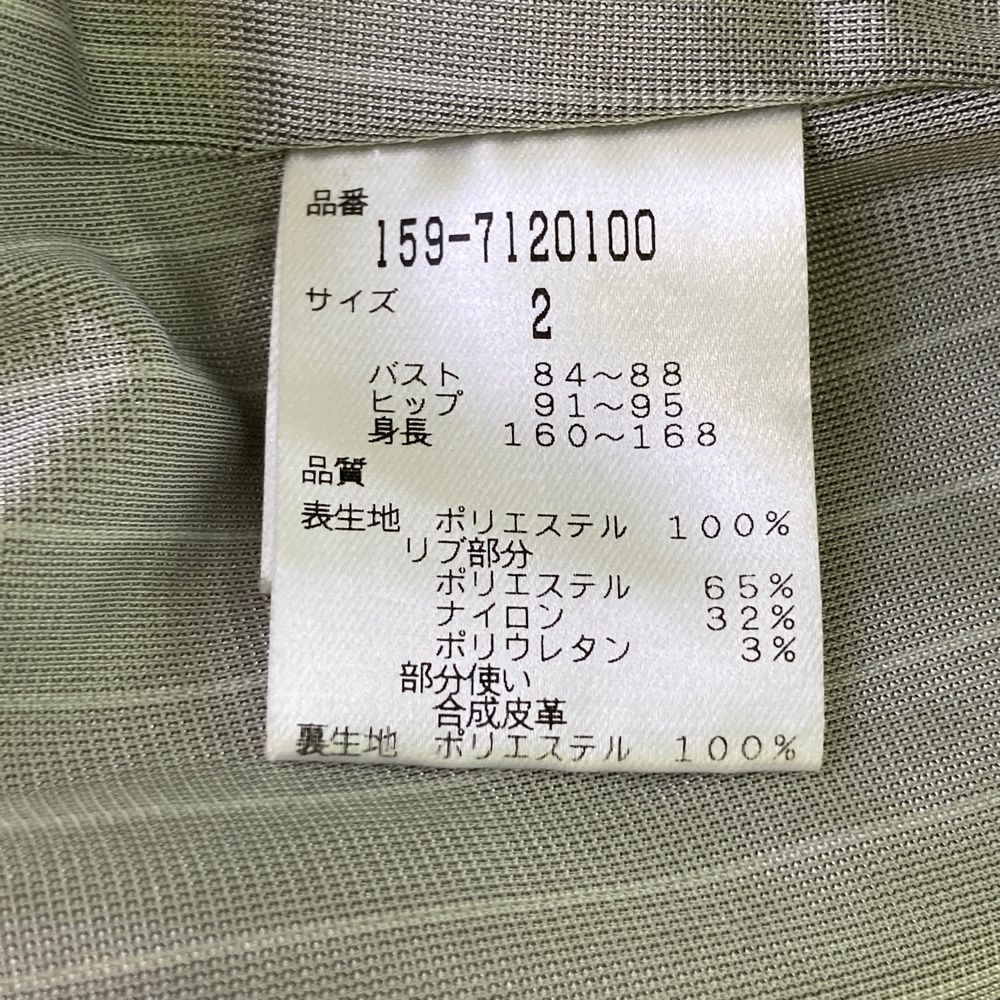 品番
159-7120100
サイズ 2
バスト 84～88
ヒップ 91～95
身長 160～168
品質
表生地 ポリエステル 100%
リブ部分
ポリエステル 65%
ナイロン 32%
ポリウレタン 3%
部分使い
合成皮革
裏生地 ポリエステル 100%